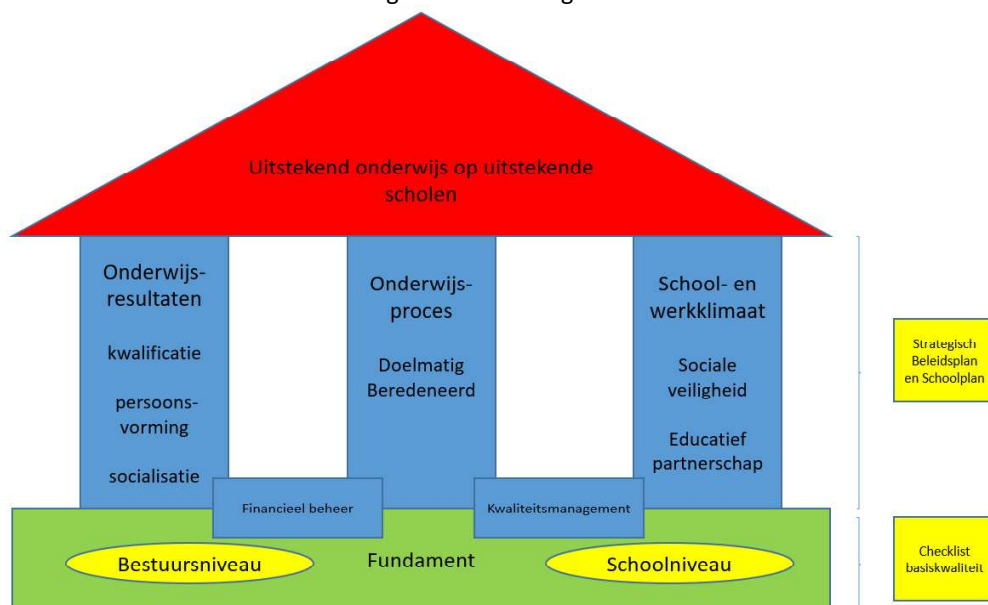 Uitstekend onderwijs op uitstekende
scholen
Onderwijs-
resultaten
kwalificatie
persoons-
vorming
socialisatie
Onderwijs-
proces
Doelmatig
Beredeneerd
School- en
werkklimaat
Sociale
veiligheid
Educatief
partnerschap
Strategisch
Beleidsplan
en Schoolplan
Financieel beheer
Kwaliteitsmanagement
Bestuursniveau
Fundament
Schoolniveau
Checklist
basiskwaliteit